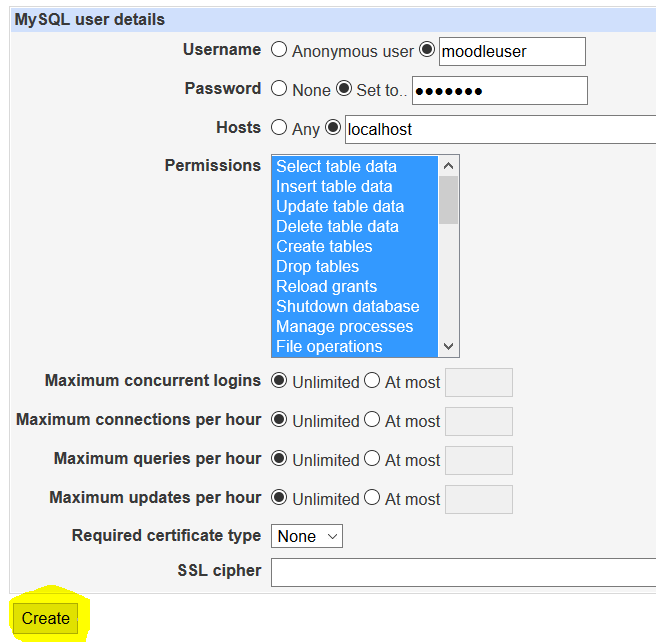 MySQL user details
Username Anonymous user moodleuser
Password None Set to.. •••••••
Hosts Any localhost
Permissions Select table data
Insert table data
Update table data
Delete table data
Create tables
Drop tables
Reload grants
Shutdown database
Manage processes
File operations
Maximum concurrent logins Unlimited At most
Maximum connections per hour Unlimited At most
Maximum queries per hour Unlimited At most
Maximum updates per hour Unlimited At most
Required certificate type None
SSL cipher
Create